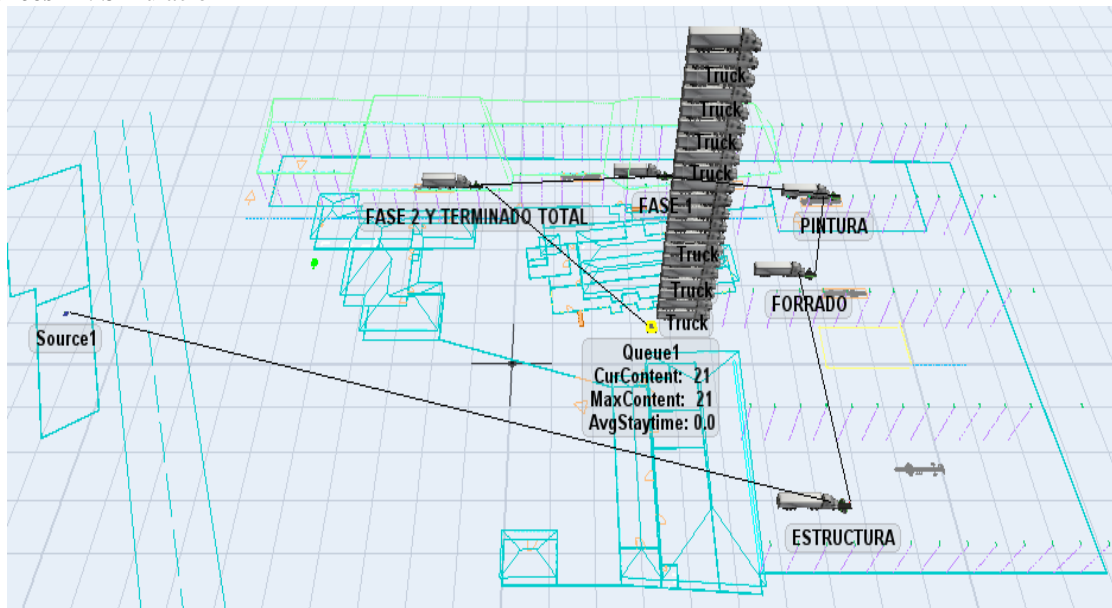 Truck
Truck
Truck
Truck
FASE 2 Y TERMINADO TOTAL
FASE 1
PINTURA
Truck
Truck
FORRADO
Truck
Source1
Queue1
CurContent: 21
MaxContent: 21
AvgStaytime: 0.0
ESTRUCTURA